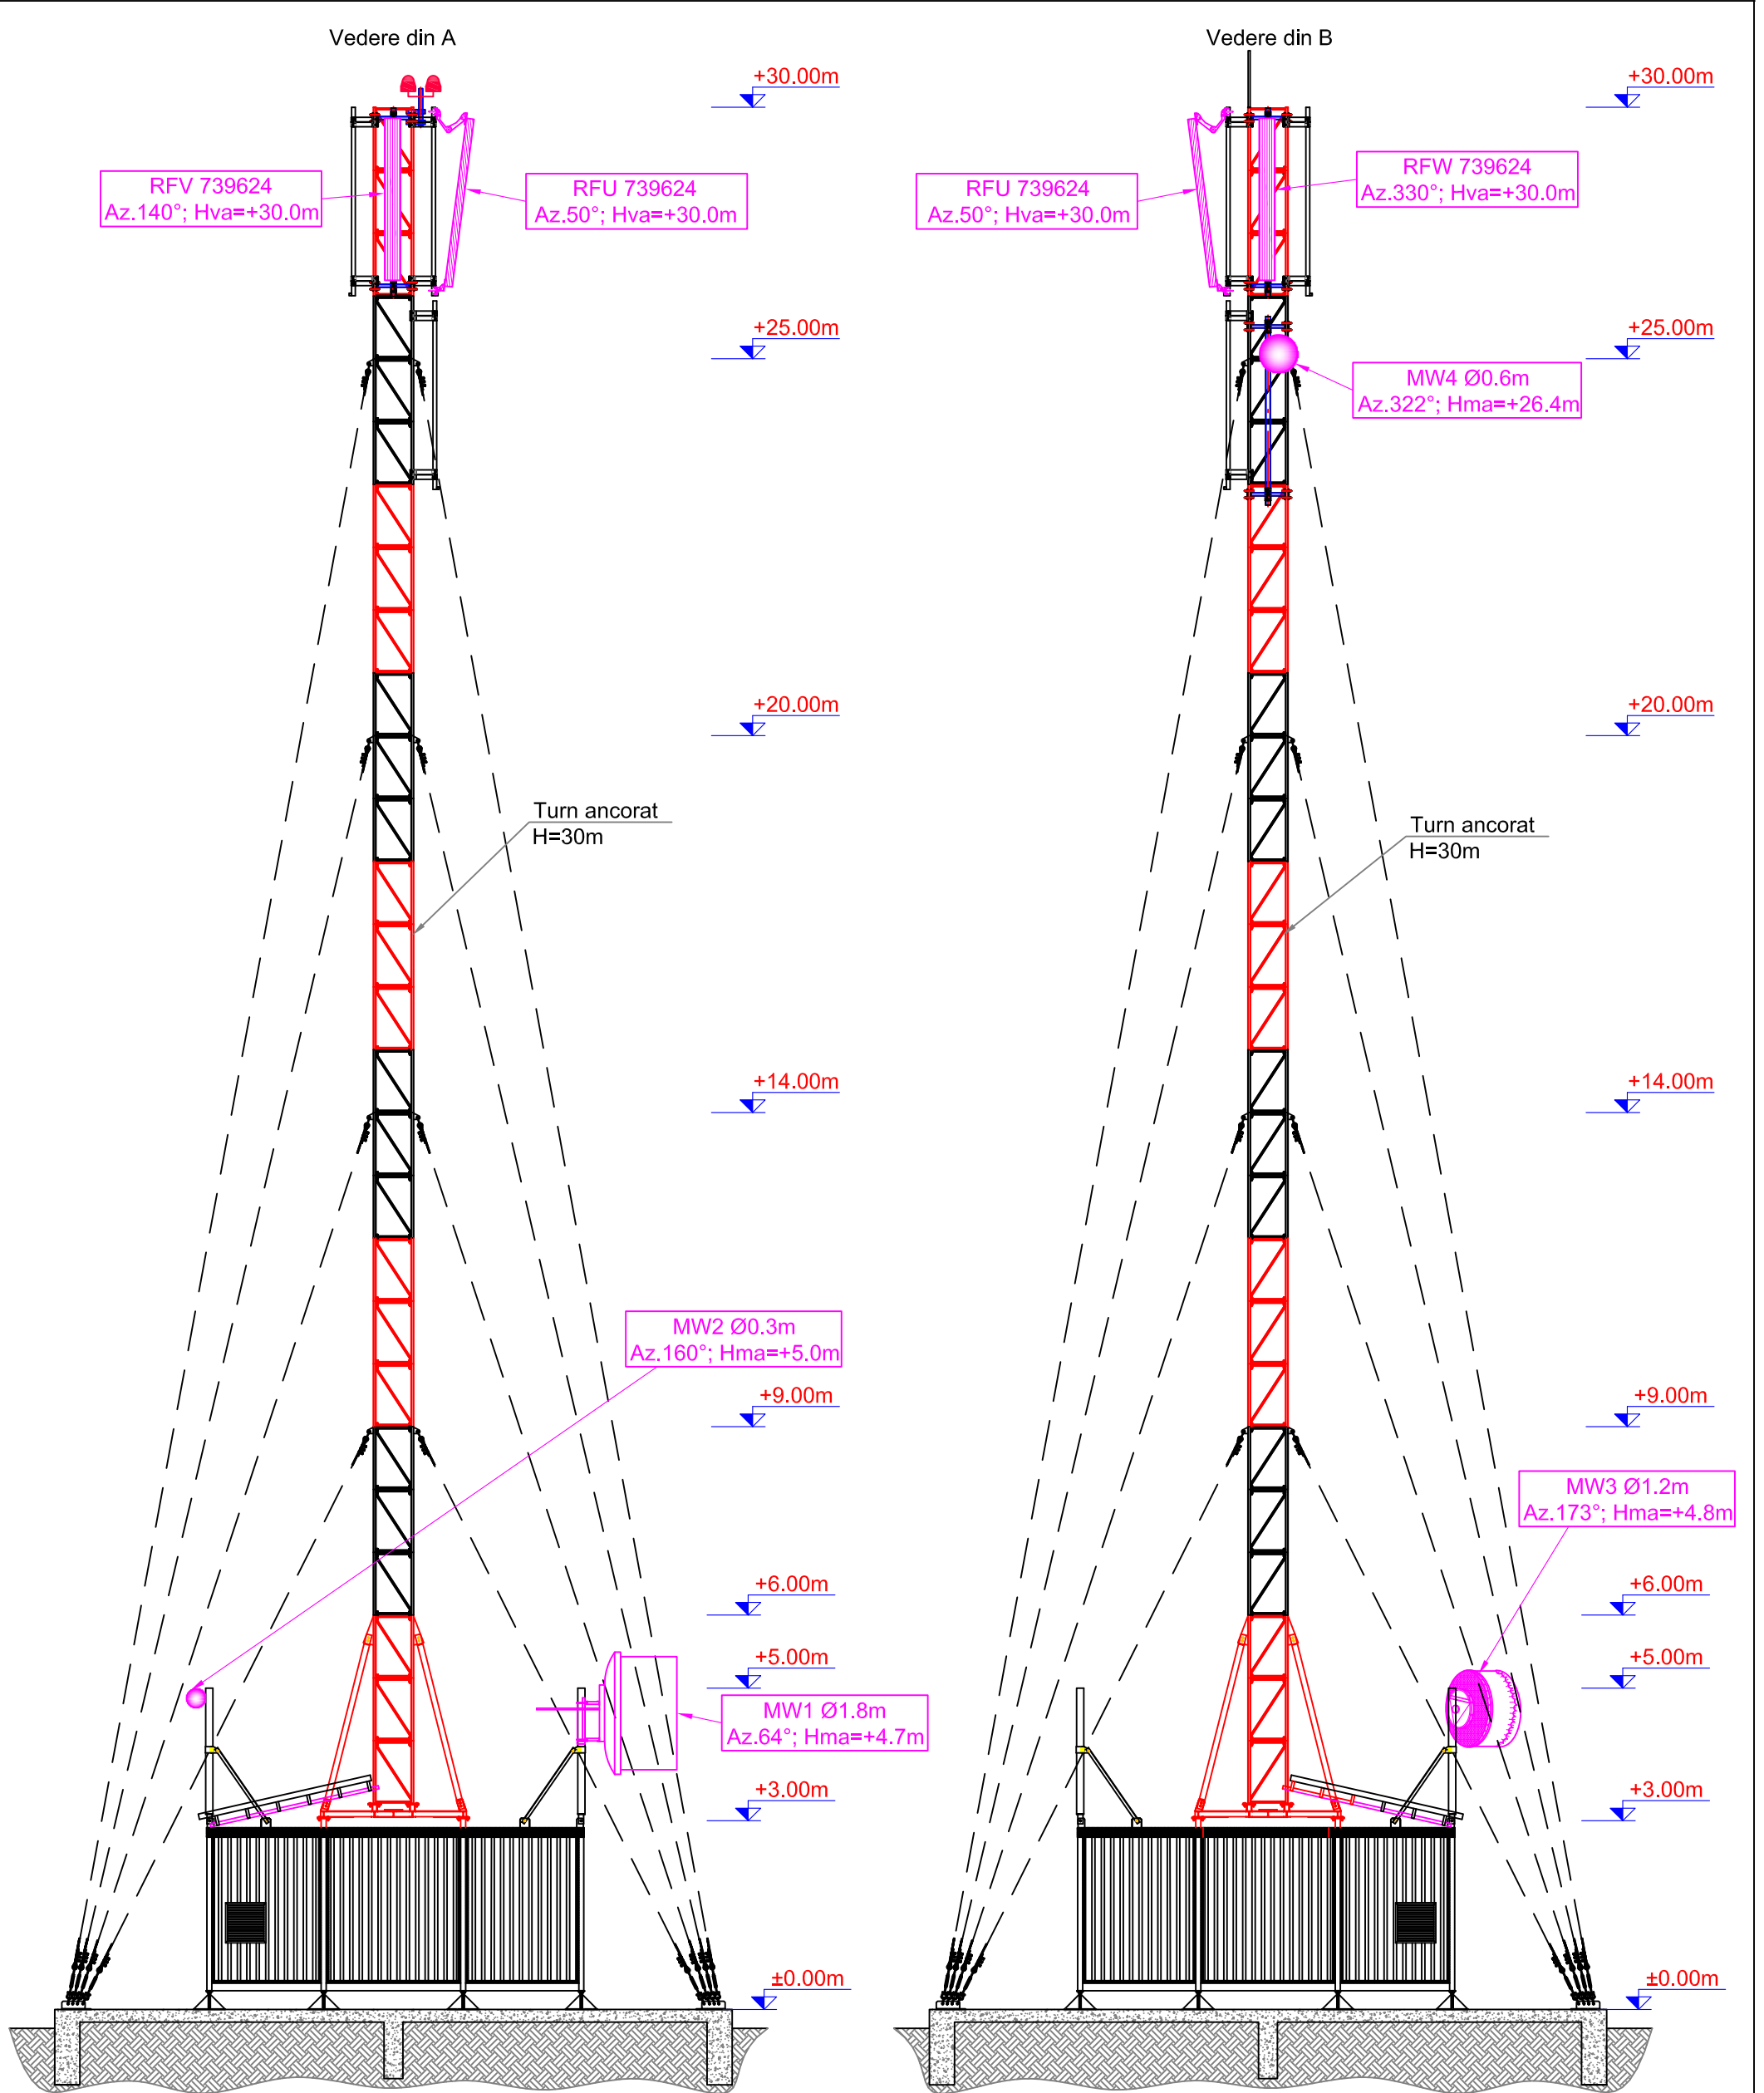 Vedere din A
+30.00m
RFV 739624
Az.140°; Hva=+30.0m
RFU 739624
Az.50°; Hva=+30.0m
+25.00m
+20.00m
Turn ancorat
H=30m
+14.00m
MW2 Ø0.3m
Az.160°; Hma=+5.0m
+9.00m
+6.00m
+5.00m
MW1 Ø1.8m
Az.64°; Hma=+4.7m
+3.00m
±0.00m
Vedere din B
+30.00m
RFU 739624
Az.50°; Hva=+30.0m
RFW 739624
Az.330°; Hva=+30.0m
+25.00m
MW4 Ø0.6m
Az.322°; Hma=+26.4m
+20.00m
Turn ancorat
H=30m
+14.00m
+9.00m
MW3 Ø1.2m
Az.173°; Hma=+4.8m
+6.00m
+5.00m
+3.00m
±0.00m